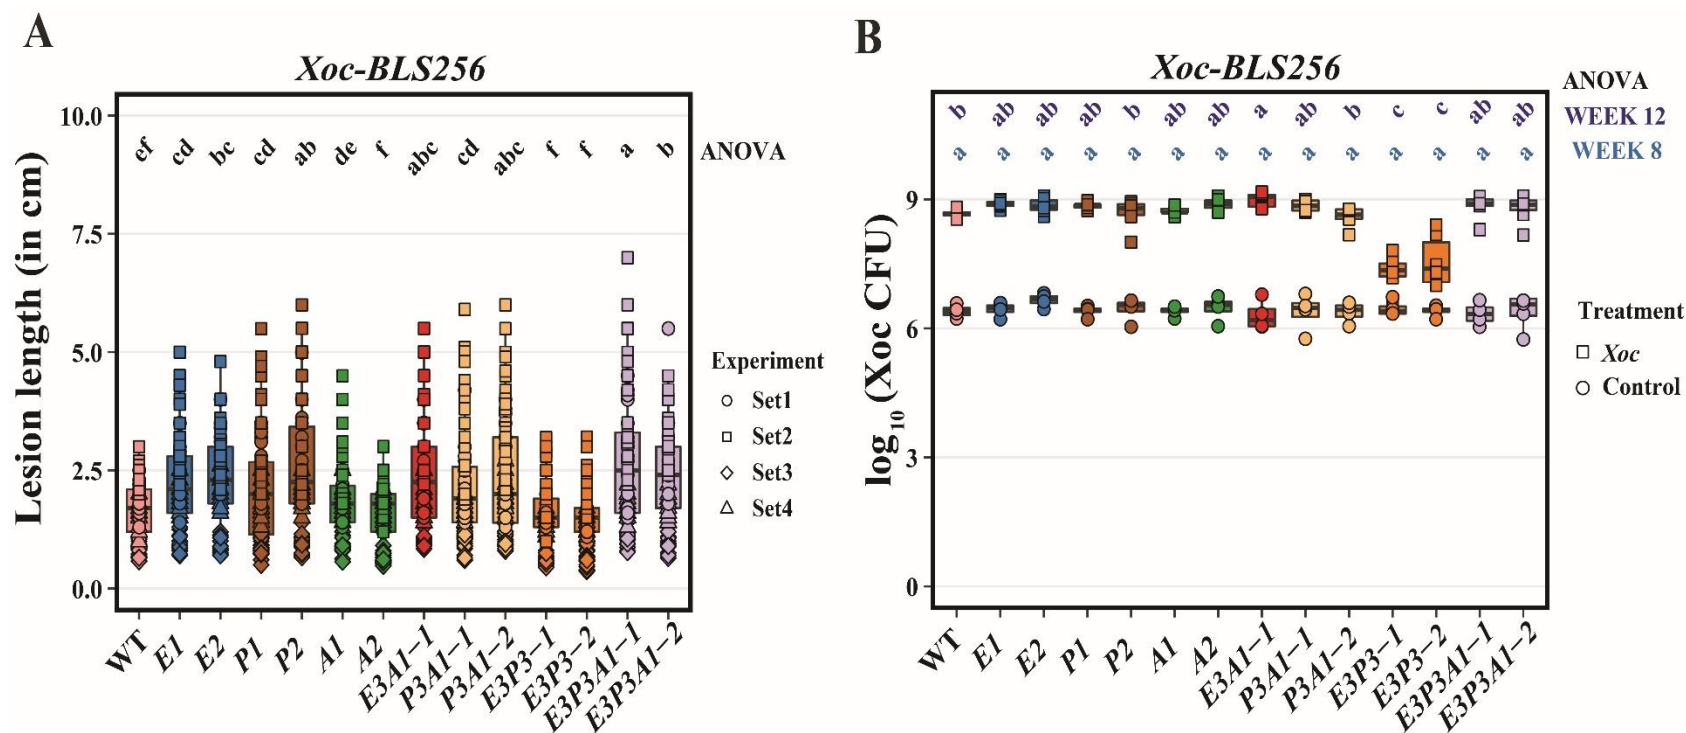 A
Xoc-BLS256
Lesion length (in cm)
10.0
7.5
5.0
2.5
0.0
ef cd bc cd ab de f abc cd abc f f a b
ANOVA
Experiment
Set1
Set2
Set3
Set4
WT E1 E2 P1 P2 A1 A2 E3A1-1 P3A1-1 P3A1-2 E3P3-1 E3P3-2 E3P3A1-1 E3P3A1-2
B
Xoc-BLS256
log10 (Xoc CFU)
9
6
3
0
ANOVA
b ab ab ab b ab ab a ab b c c ab ab
WEEK 12
a a a a a a a a a a a a a a
WEEK 8
Treatment
Xoc
Control
WT E1 E2 P1 P2 A1 A2 E3A1-1 P3A1-1 P3A1-2 E3P3-1 E3P3-2 E3P3A1-1 E3P3A1-2